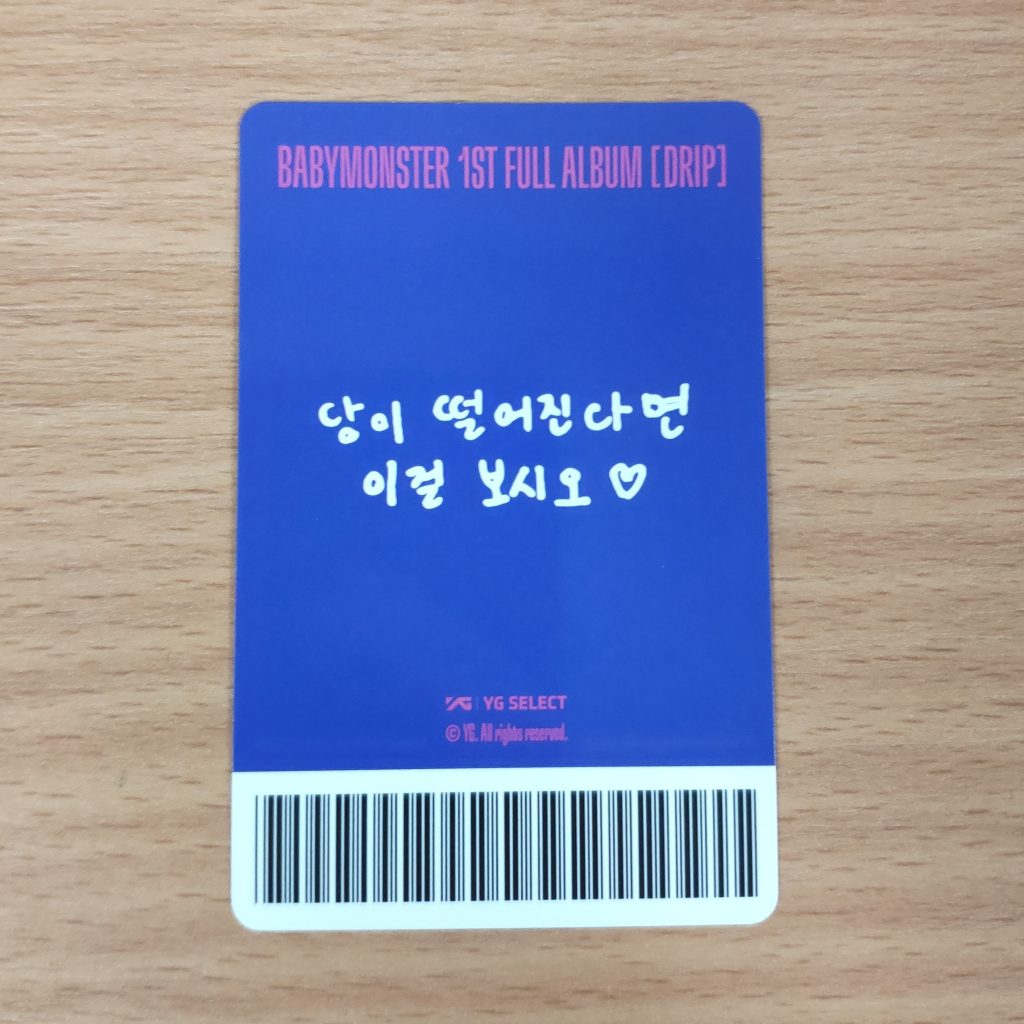 BABYMONSTER 1ST FULL ALBUM [DRIP]
당이 떨어진다면
이걸 보시오 ♡
YG | YG SELECT
© YG. All rights reserved.